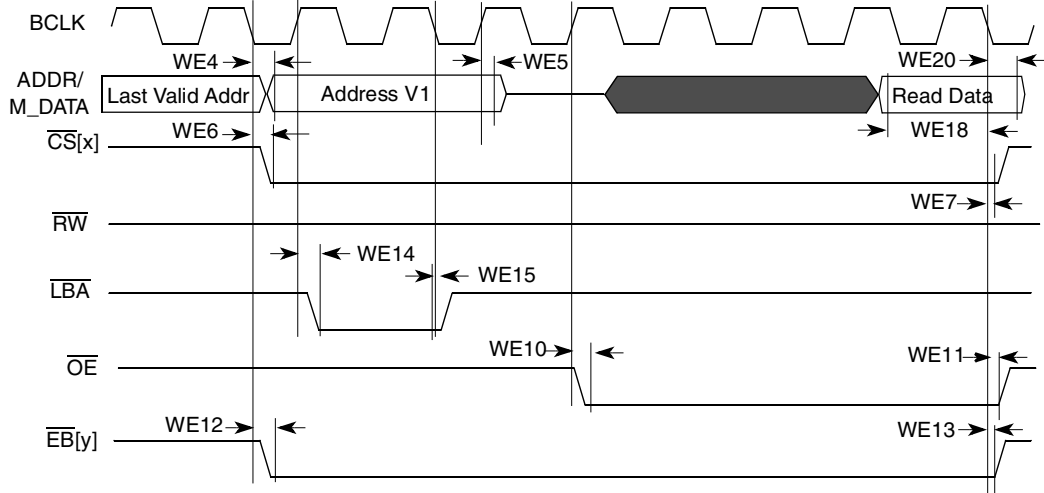 BCLK
WE4
WE5
WE20
ADDR/
M_DATA
Last Valid Addr
Address V1
Read Data
WE6
WE18
CS[x]
WE7
RW
WE14
WE15
LBA
WE10
WE11
OE
WE12
WE13
EB[y]